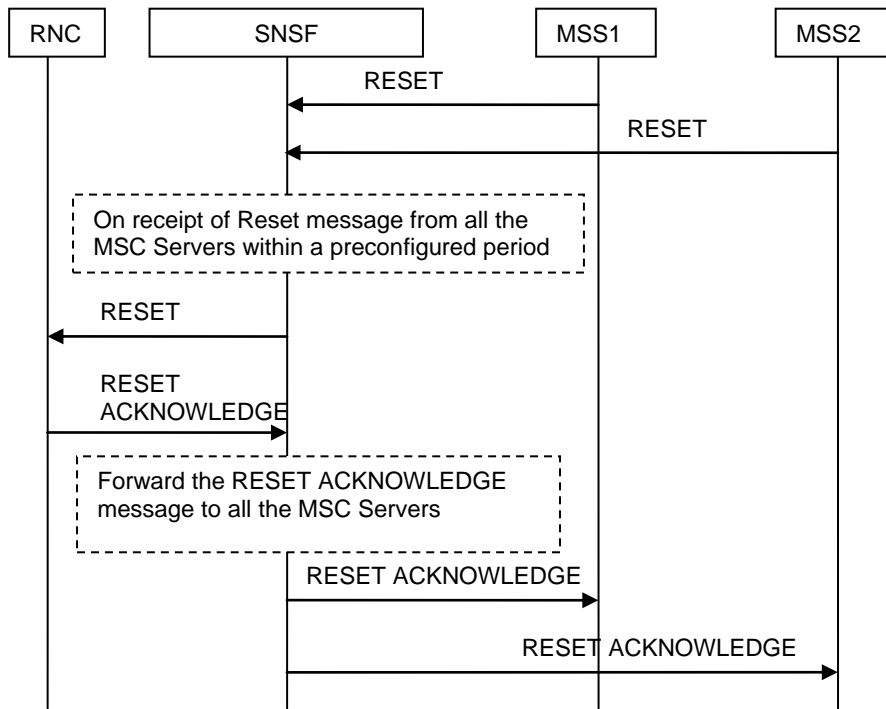 RNC
SNSF
MSS1
MSS2
RESET
RESET
On receipt of Reset message from all the
MSC Servers within a preconfigured period
RESET
RESET
ACKNOWLEDGE
Forward the RESET ACKNOWLEDGE
message to all the MSC Servers
RESET ACKNOWLEDGE
RESET ACKNOWLEDGE